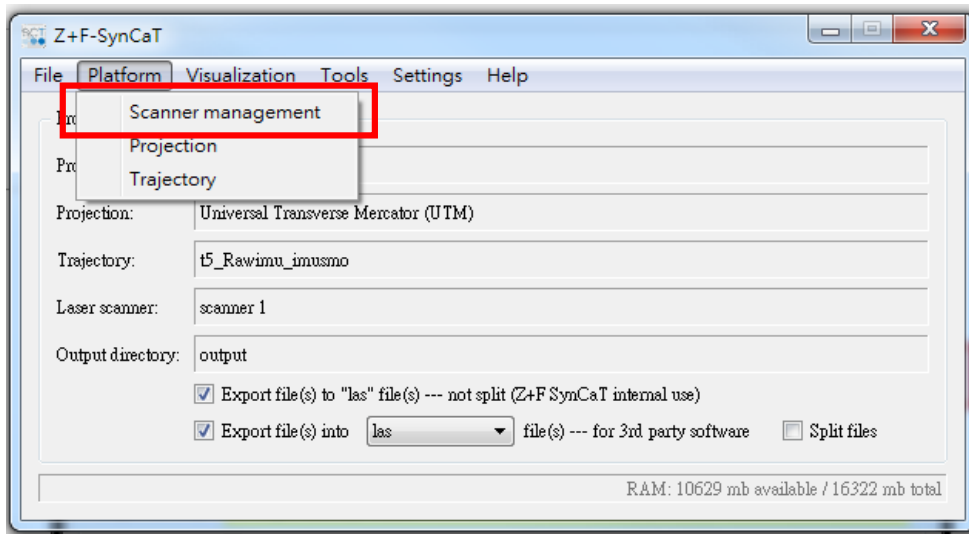 Z+F-SynCaT
File Platform Visualization Tools Settings Help
Scanner management
Projection
Trajectory
Projection: Universal Transverse Mercator (UTM)
Trajectory: t5_Rawimu_imusmo
Laser scanner: scanner 1
Output directory: output
Export file(s) to "las" file(s) --- not split (Z+F SynCaT internal use)
Export file(s) into las file(s) --- for 3rd party software Split files
RAM: 10629 mb available / 16322 mb total